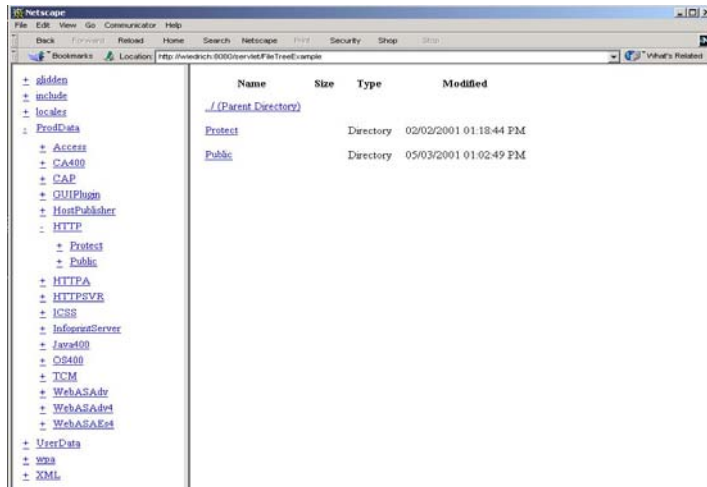 Netscape
File Edit View Go Communicator Help
Back Forward Reload Home Search Netscape Print Security Shop Stop
Bookmarks Location: http://wiedrich:8080/servlet/FileTreeExample What's Related
+ glidden
+ include
+ locales
- ProdData
+ Access
+ CA400
+ CAP
+ GUIPlugin
+ HostPublisher
- HTTP
+ Protect
+ Public
+ HTTPA
+ HTTPSVR
+ ICSS
+ InfoprintServer
+ Java400
+ OS400
+ TCM
+ WebASAdv
+ WebASAdv4
+ WebASAEs4
+ UserData
+ wpa
+ XML
Name Size Type Modified
../ (Parent Directory)
Protect Directory 02/02/2001 01:18:44 PM
Public Directory 05/03/2001 01:02:49 PM